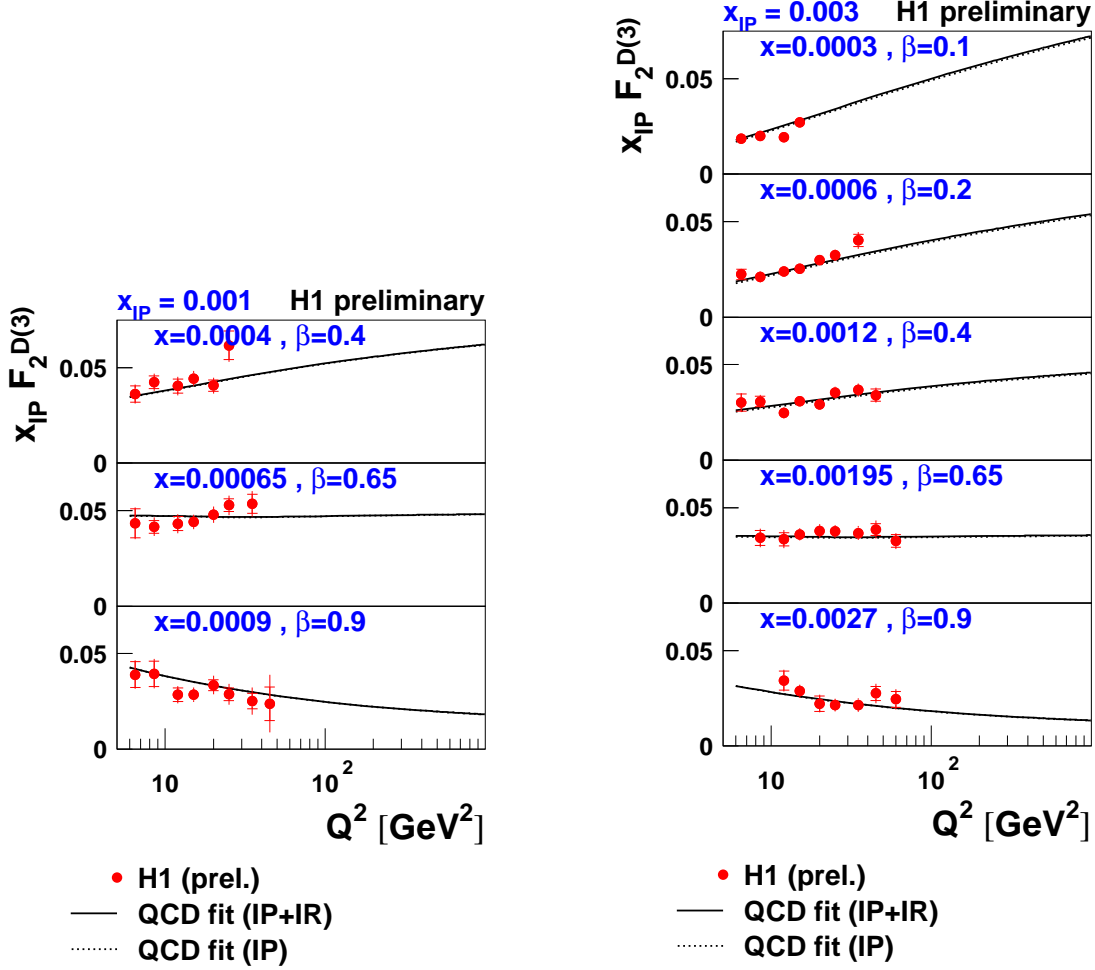 x_IP = 0.001 H1 preliminary
x_IP F_2^D(3)
x=0.0004 , β=0.4
0.05
0
x=0.00065 , β=0.65
0.05
0
x=0.0009 , β=0.9
0.05
0
10 10^2
Q^2 [GeV^2]
H1 (prel.)
QCD fit (IP+IR)
QCD fit (IP)
x_IP = 0.003 H1 preliminary
x_IP F_2^D(3)
x=0.0003 , β=0.1
0.05
0
x=0.0006 , β=0.2
0.05
0
x=0.0012 , β=0.4
0.05
0
x=0.00195 , β=0.65
0.05
0
x=0.0027 , β=0.9
0.05
0
10 10^2
Q^2 [GeV^2]
H1 (prel.)
QCD fit (IP+IR)
QCD fit (IP)